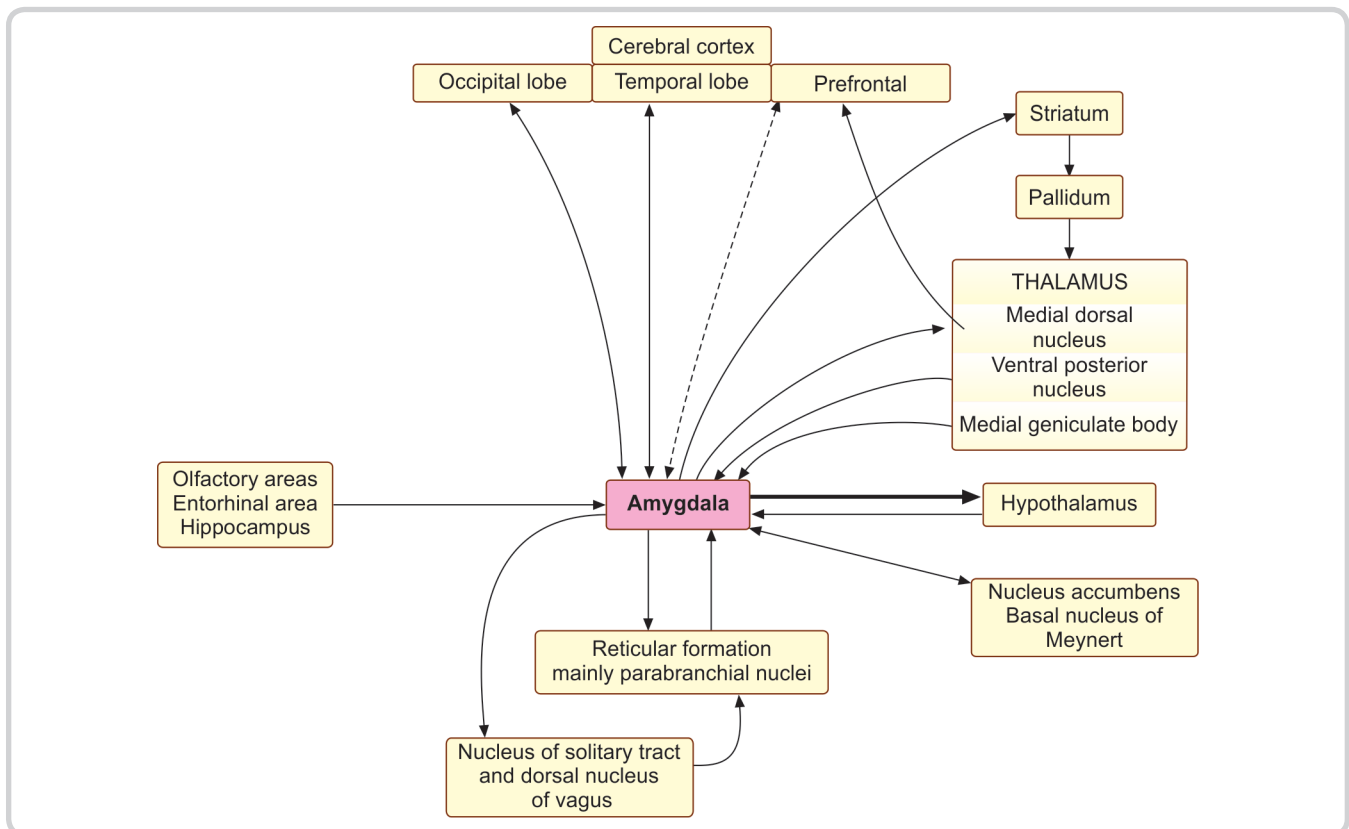 Cerebral cortex
Occipital lobe
Temporal lobe
Prefrontal
Striatum
Pallidum
THALAMUS
Medial dorsal
nucleus
Ventral posterior
nucleus
Medial geniculate body
Olfactory areas
Entorhinal area
Hippocampus
Amygdala
Hypothalamus
Nucleus accumbens
Basal nucleus of
Meynert
Reticular formation
mainly parabranchial nuclei
Nucleus of solitary tract
and dorsal nucleus
of vagus